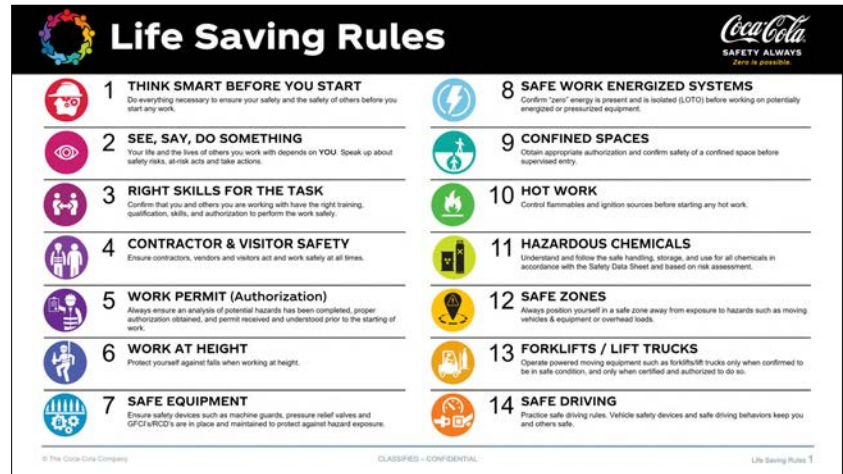 Life Saving Rules
Coca-Cola
SAFETY ALWAYS
Zero is possible.
1 THINK SMART BEFORE YOU START
Do everything necessary to ensure your safety and the safety of others before you
start any work.
2 SEE, SAY, DO SOMETHING
Your life and the lives of others you work with depends on YOU. Speak up about
safety risks, at-risk acts and take actions.
3 RIGHT SKILLS FOR THE TASK
Confirm that you and others you are working with have the right training,
qualification, skills, and authorization to perform the work safely.
4 CONTRACTOR & VISITOR SAFETY
Ensure contractors, vendors and visitors act and work safely at all times.
5 WORK PERMIT (Authorization)
Always ensure an analysis of potential hazards has been completed, proper
authorization obtained, and permit received and understood prior to the starting of
work.
6 WORK AT HEIGHT
Protect yourself against falls when working at height.
7 SAFE EQUIPMENT
Ensure safety devices such as machine guards, pressure relief valves and
GFCI's/RCD's are in place and maintained to protect against hazard exposure.
8 SAFE WORK ENERGIZED SYSTEMS
Confirm "zero" energy is present and is isolated (LOTO) before working on potentially
energized or pressurized equipment.
9 CONFINED SPACES
Obtain appropriate authorization and confirm safety of a confined space before
supervised entry.
10 HOT WORK
Control flammables and ignition sources before starting any hot work.
11 HAZARDOUS CHEMICALS
Understand and follow the safe handling, storage, and use for all chemicals in
accordance with the Safety Data Sheet and based on risk assessment.
12 SAFE ZONES
Always position yourself in a safe zone away from exposure to hazards such as moving
vehicles & equipment or overhead loads.
13 FORKLIFTS / LIFT TRUCKS
Operate powered moving equipment such as forklifts/lift trucks only when confirmed to
be in safe condition, and only when certified and authorized to do so.
14 SAFE DRIVING
Practice safe driving rules. Vehicle safety devices and safe driving behaviors keep you
and others safe.
© The Coca-Cola Company
CLASSIFIED – CONFIDENTIAL
Life Saving Rules 1